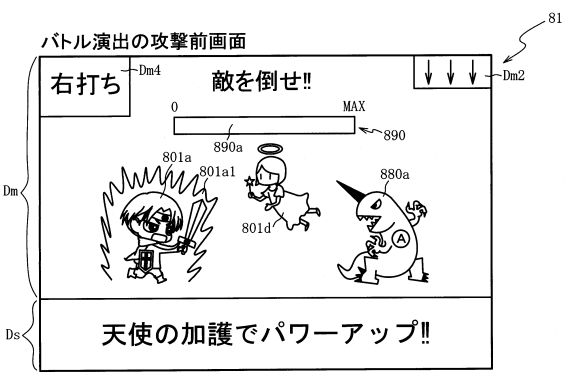 81
バトル演出の攻撃前画面
右打ち
Dm4
敵を倒せ!!
↓ ↓ ↓
Dm2
0 MAX
890a
890
Dm
801a
801a1
801d
880a
A
Ds
天使の加護でパワーアップ!!